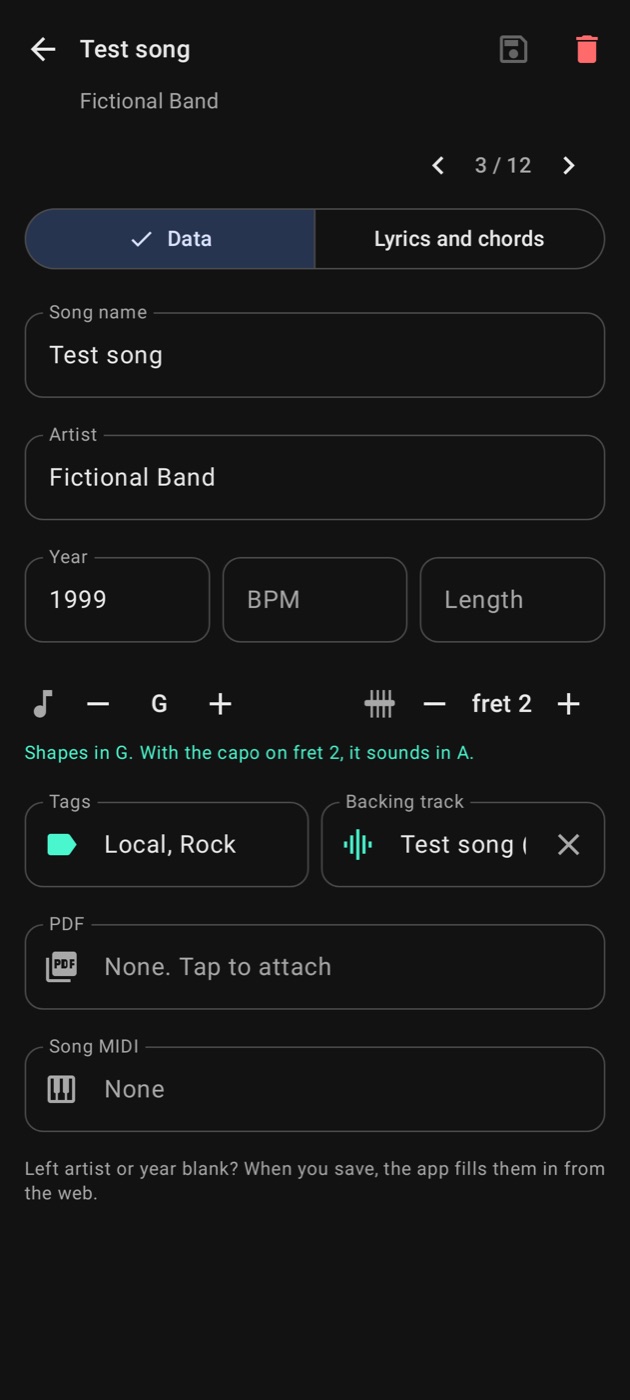 Test song
Fictional Band
3 / 12
Data
Lyrics and chords
Song name
Test song
Artist
Fictional Band
Year
1999
BPM
Length
G
fret 2
Shapes in G. With the capo on fret 2, it sounds in A.
Tags
Local, Rock
Backing track
Test song (
PDF
PDF
None. Tap to attach
Song MIDI
None
Left artist or year blank? When you save, the app fills them in from
the web.